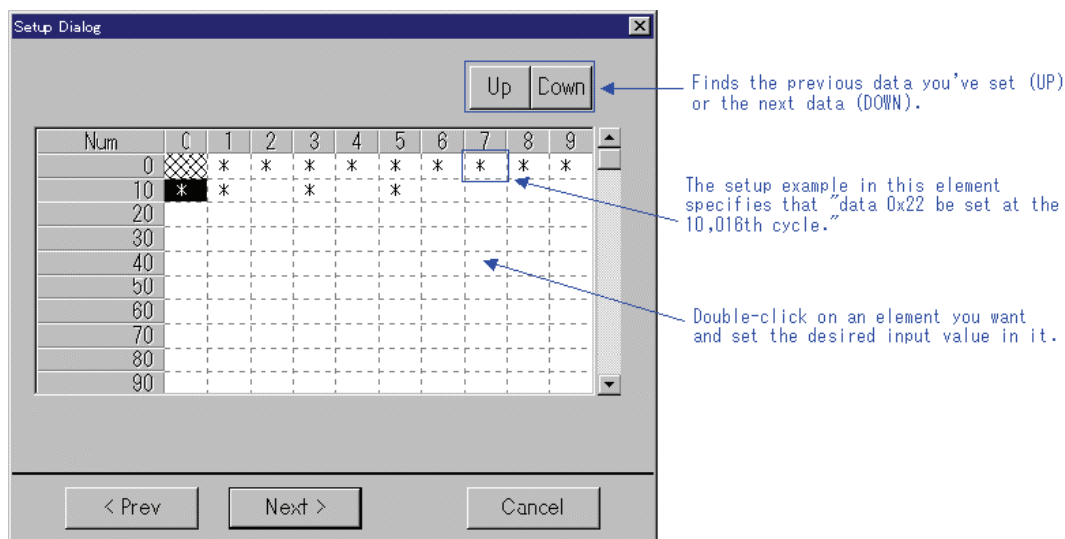 Setup Dialog
Up Down
Finds the previous data you've set (UP)
or the next data (DOWN).
Num 0 1 2 3 4 5 6 7 8 9
0 * * * * * * * * *
10 * * * *
20
30
40
50
60
70
80
90
The setup example in this element
specifies that "data 0x22 be set at the
10,016th cycle."
Double-click on an element you want
and set the desired input value in it.
< Prev Next > Cancel